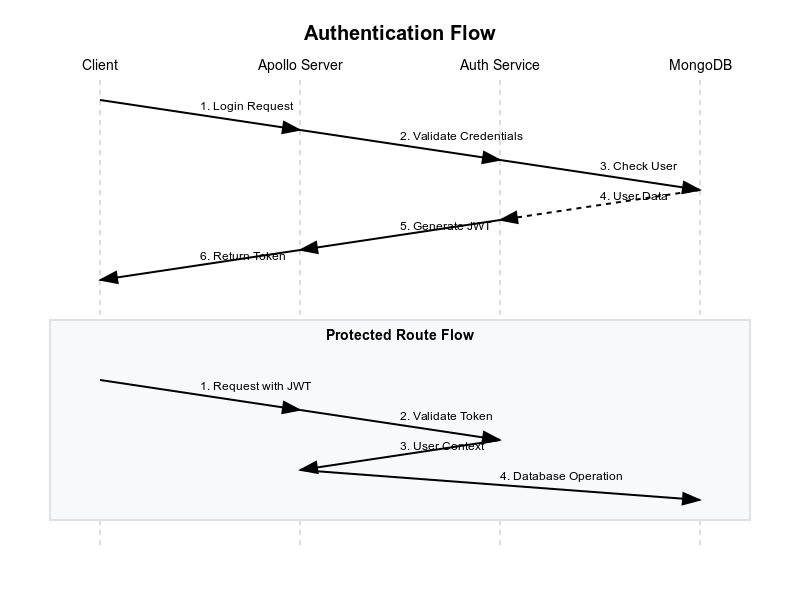 Authentication Flow
Client
Apollo Server
Auth Service
MongoDB
1. Login Request
2. Validate Credentials
3. Check User
4. User Data
5. Generate JWT
6. Return Token
Protected Route Flow
1. Request with JWT
2. Validate Token
3. User Context
4. Database Operation